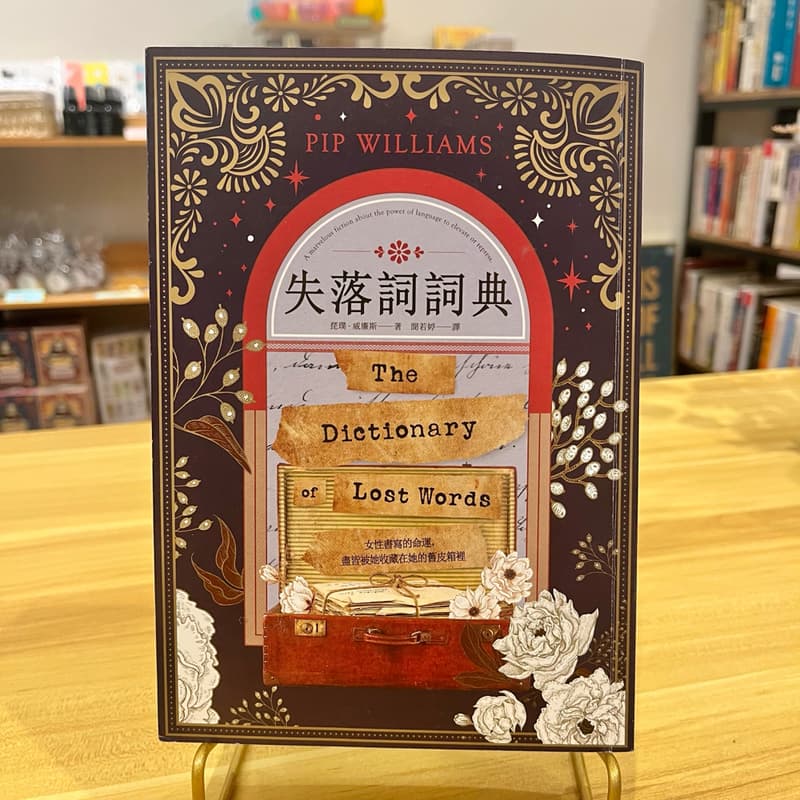 PIP WILLIAMS
A marvelous fiction about the power of language to elevate or repress.
失落詞詞典
琵璞·威廉斯——著 聞若婷——譯
The
Dictionary
of Lost Words
女性書寫的命運，
盡皆被她收藏在她的舊皮箱裡